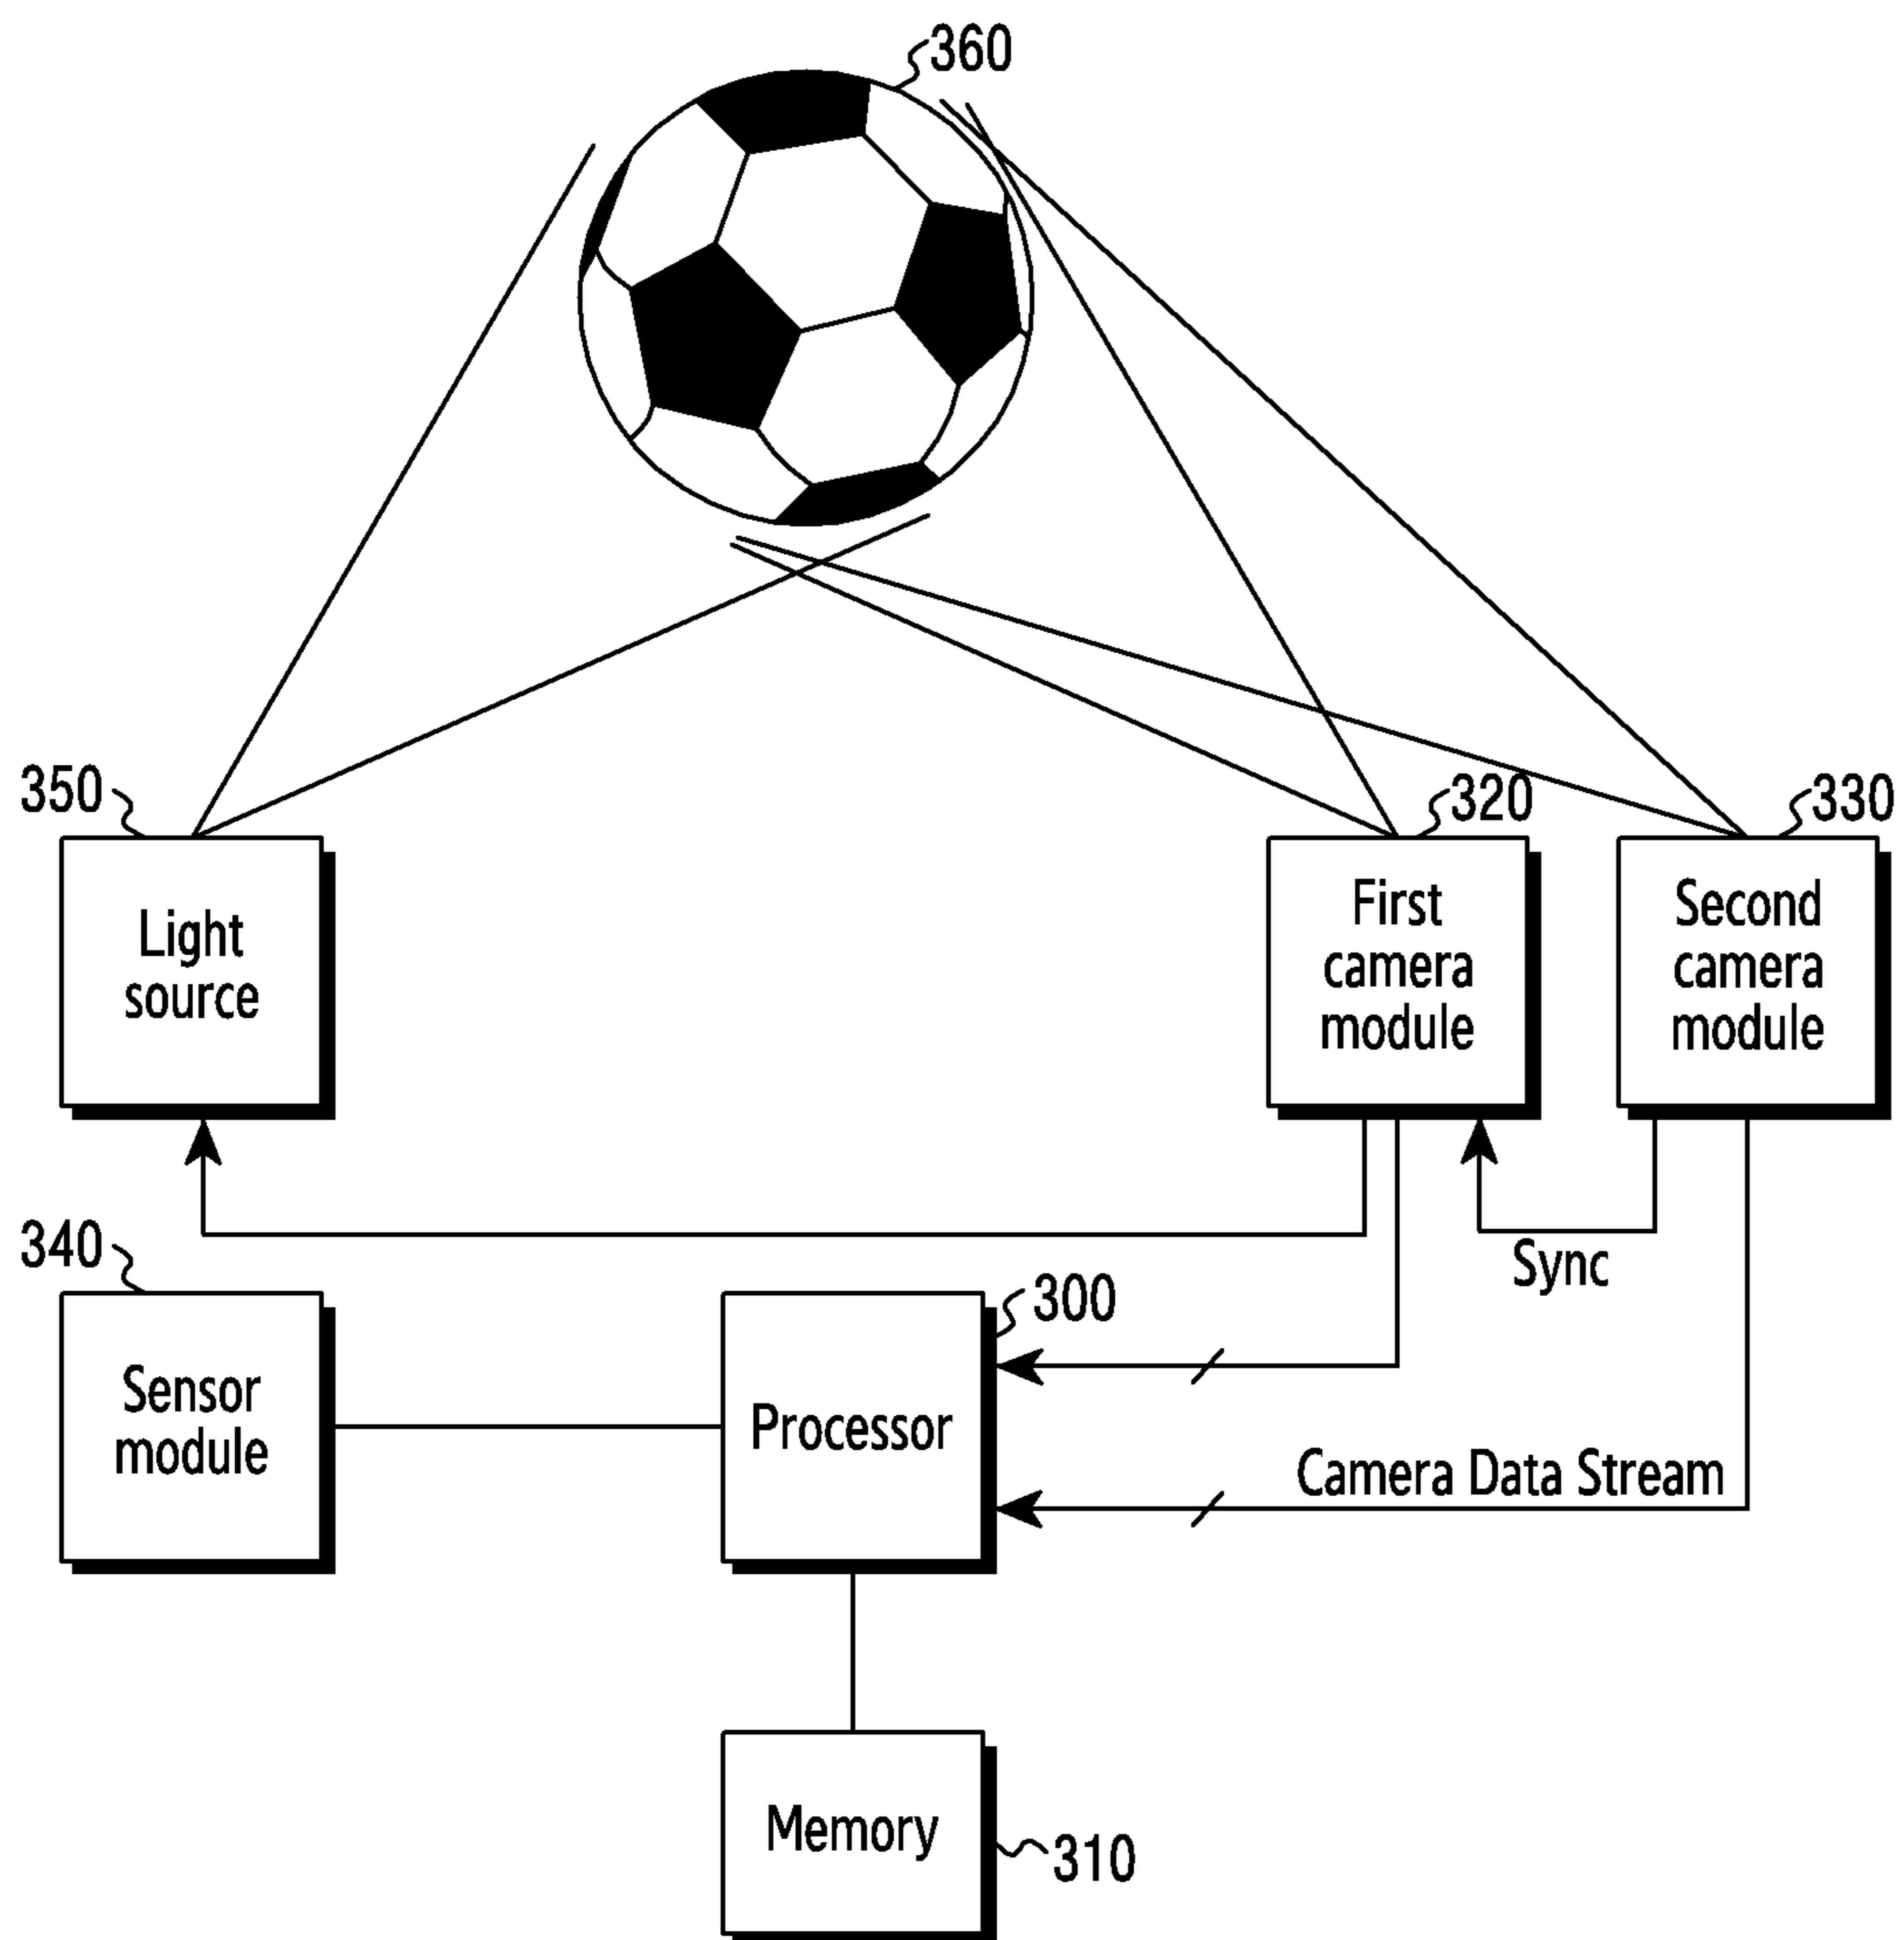 360
350
320
330
Light
source
First
camera
module
Second
camera
module
340
Sync
300
Sensor
module
Processor
Camera Data Stream
Memory
310